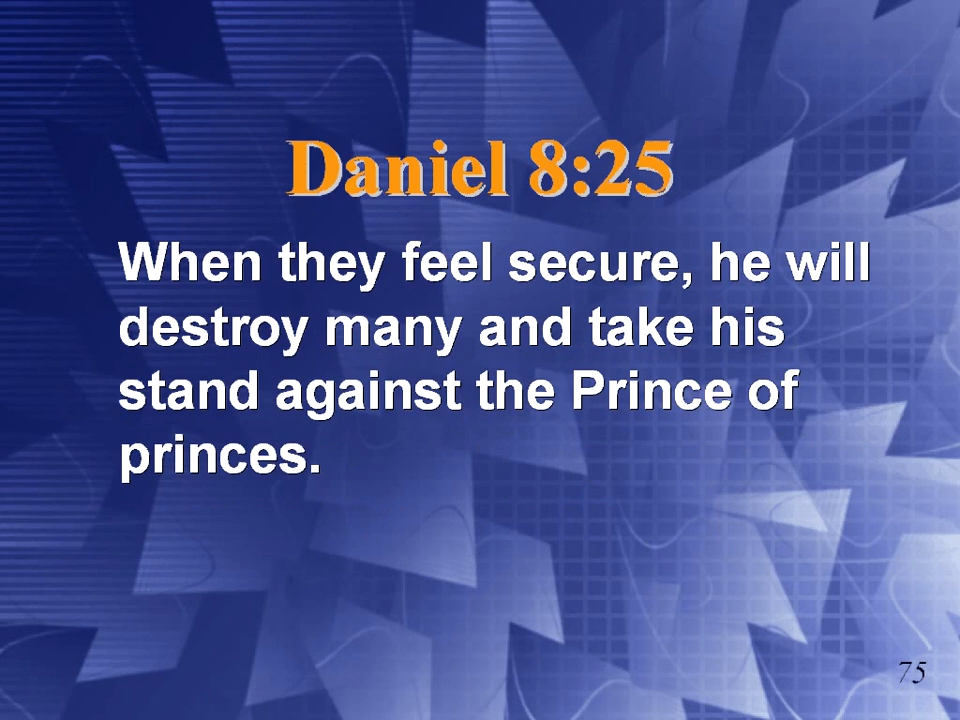 Daniel 8:25
When they feel secure, he will
destroy many and take his
stand against the Prince of
princes.
75